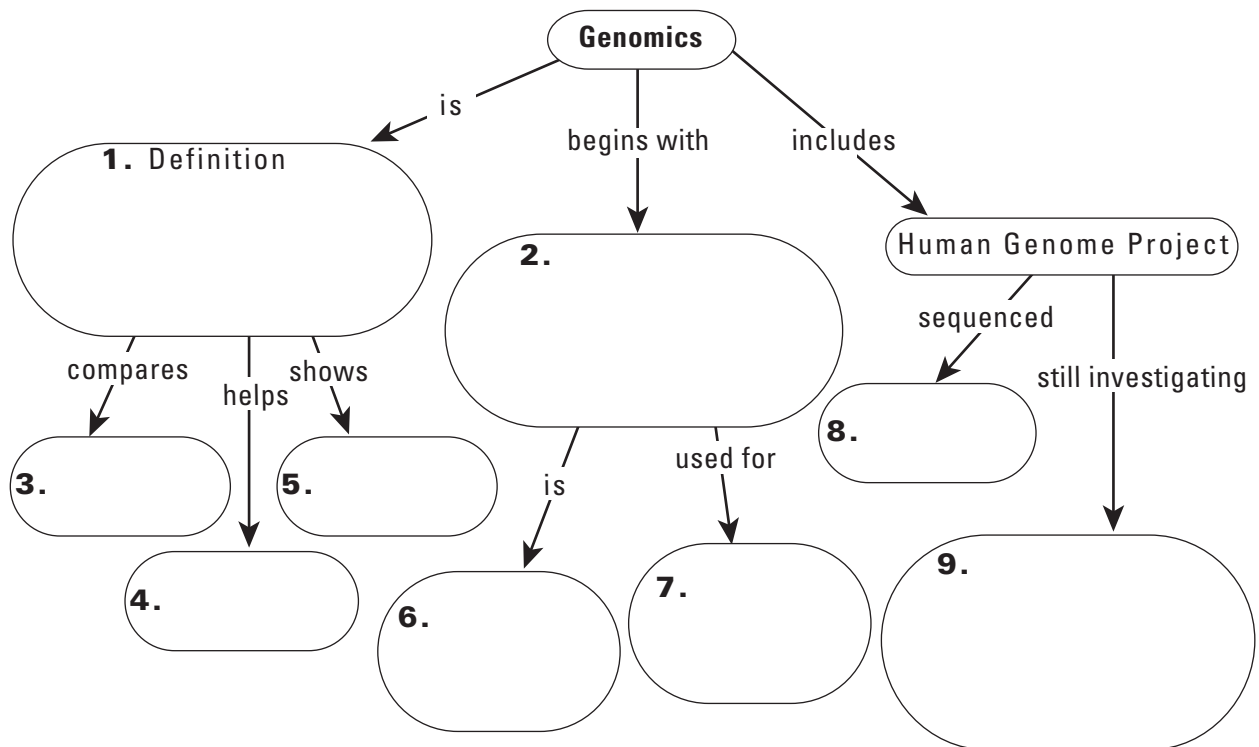 Genomics
is
begins with
includes
1. Definition
2.
Human Genome Project
sequenced
still investigating
compares
helps
shows
3.
4.
5.
is
used for
6.
7.
8.
9.